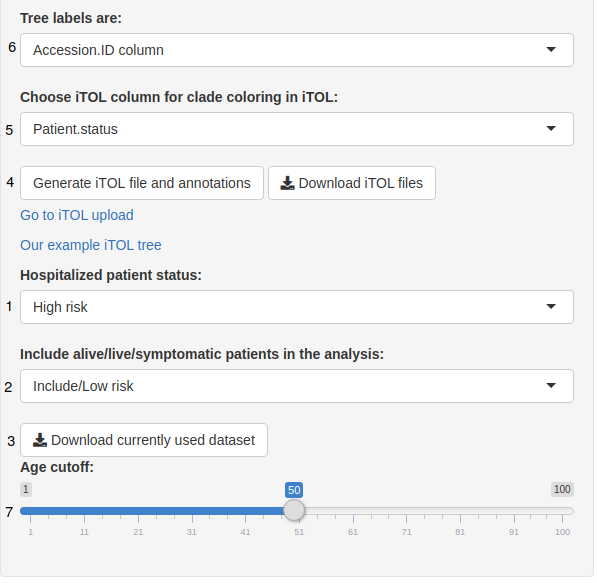 Tree labels are:
6 Accession.ID column
Choose iTOL column for clade coloring in iTOL:
5 Patient.status
4 Generate iTOL file and annotations Download iTOL files
Go to iTOL upload
Our example iTOL tree
Hospitalized patient status:
1 High risk
Include alive/live/symptomatic patients in the analysis:
2 Include/Low risk
3 Download currently used dataset
Age cutoff:
1 50 100
7
1 11 21 31 41 51 61 71 81 91 100